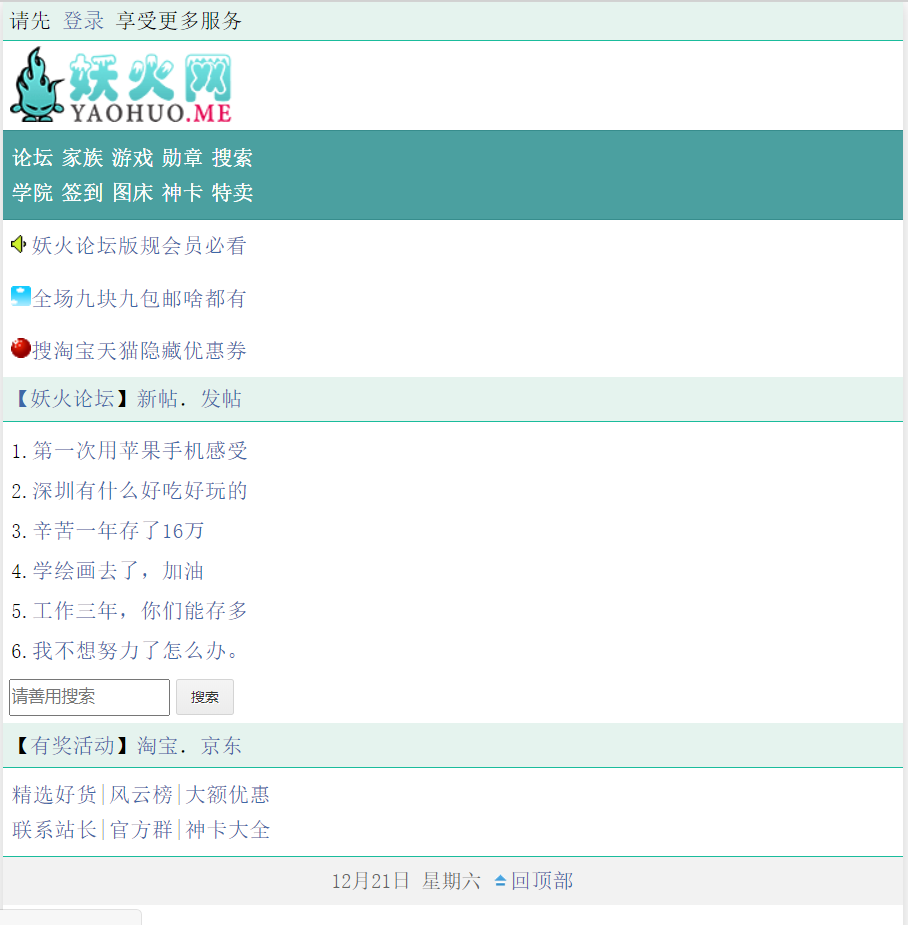 请先 登录 享受更多服务
妖火网
YAOHUO.ME
论坛 家族 游戏 勋章 搜索
学院 签到 图床 神卡 特卖
妖火论坛版规会员必看
全场九块九包邮啥都有
搜淘宝天猫隐藏优惠券
【妖火论坛】新帖．发帖
1.第一次用苹果手机感受
2.深圳有什么好吃好玩的
3.辛苦一年存了16万
4.学绘画去了，加油
5.工作三年，你们能存多
6.我不想努力了怎么办。
请善用搜索 搜索
【有奖活动】淘宝．京东
精选好货|风云榜|大额优惠
联系站长|官方群|神卡大全
12月21日 星期六 回顶部